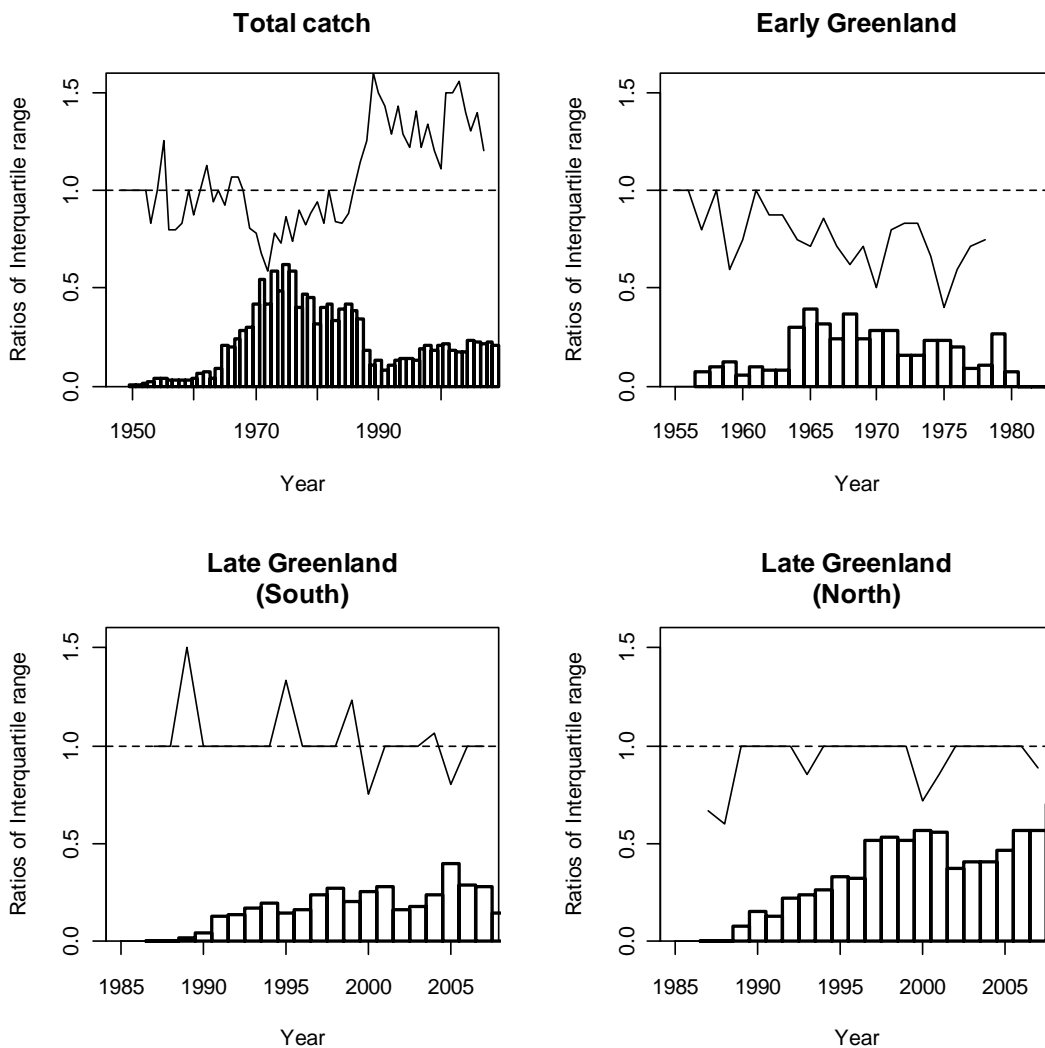 Total catch
Ratios of Interquartile range
0.0 0.5 1.0 1.5
1950 1970 1990
Year
Early Greenland
Ratios of Interquartile range
0.0 0.5 1.0 1.5
1955 1960 1965 1970 1975 1980
Year
Late Greenland
(South)
Ratios of Interquartile range
0.0 0.5 1.0 1.5
1985 1990 1995 2000 2005
Year
Late Greenland
(North)
Ratios of Interquartile range
0.0 0.5 1.0 1.5
1985 1990 1995 2000 2005
Year